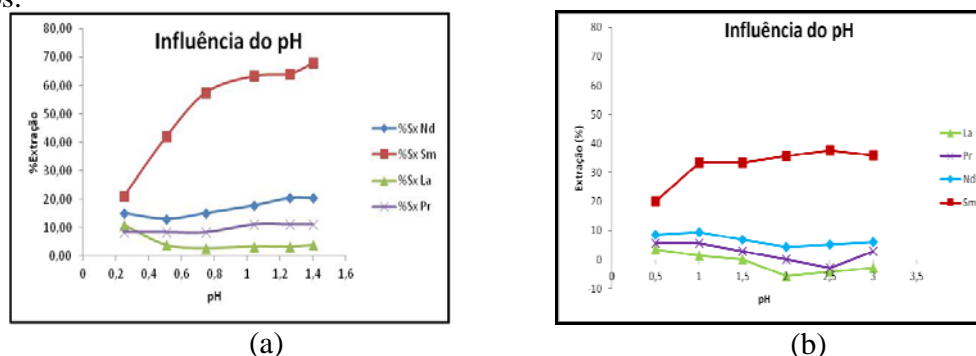 os.
Influência do pH
%Extração
80,00
70,00
60,00
50,00
40,00
30,00
20,00
10,00
0,00
0 0,2 0,4 0,6 0,8 1 1,2 1,4 1,6
pH
%Sx Nd
%Sx Sm
%Sx La
%Sx Pr
(a)
Influência do pH
Extração (%)
80
70
60
50
40
30
20
10
0
-10
0 0,5 1 1,5 2 2,5 3 3,5
pH
La
Pr
Nd
Sm
(b)